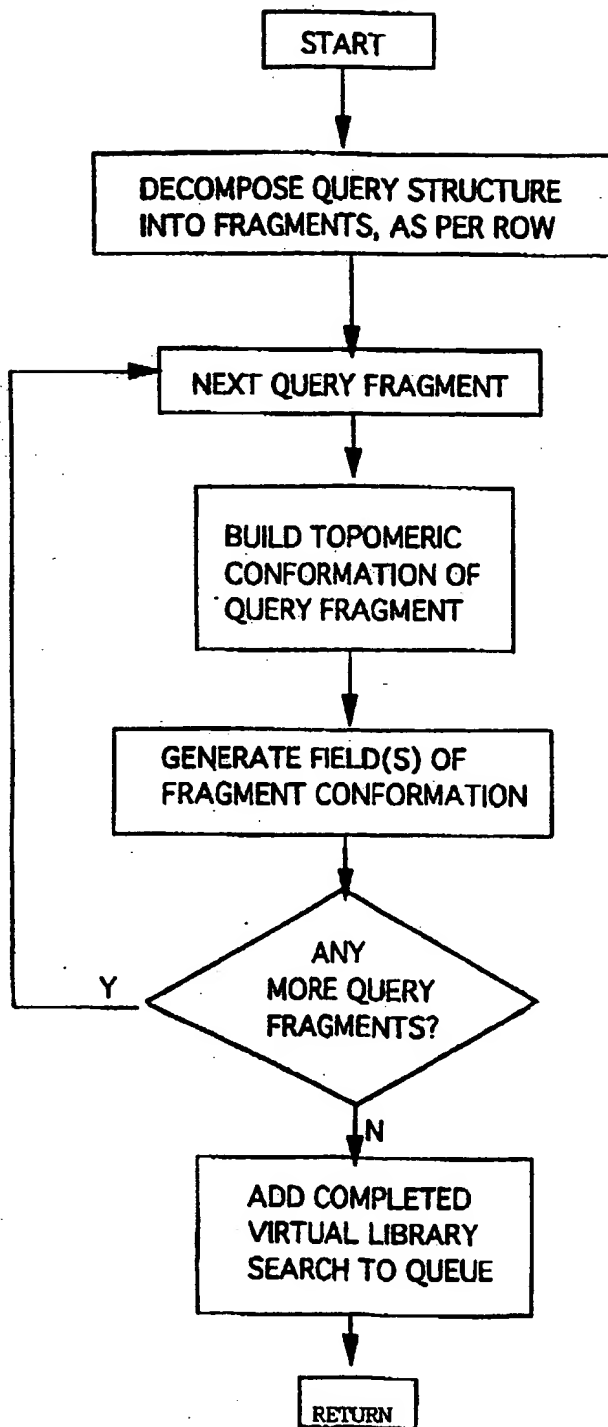 START
DECOMPOSE QUERY STRUCTURE
INTO FRAGMENTS, AS PER ROW
NEXT QUERY FRAGMENT
BUILD TOPOMERIC
CONFORMATION OF
QUERY FRAGMENT
GENERATE FIELD(S) OF
FRAGMENT CONFORMATION
ANY
MORE QUERY
FRAGMENTS?
Y
N
ADD COMPLETED
VIRTUAL LIBRARY
SEARCH TO QUEUE
RETURN